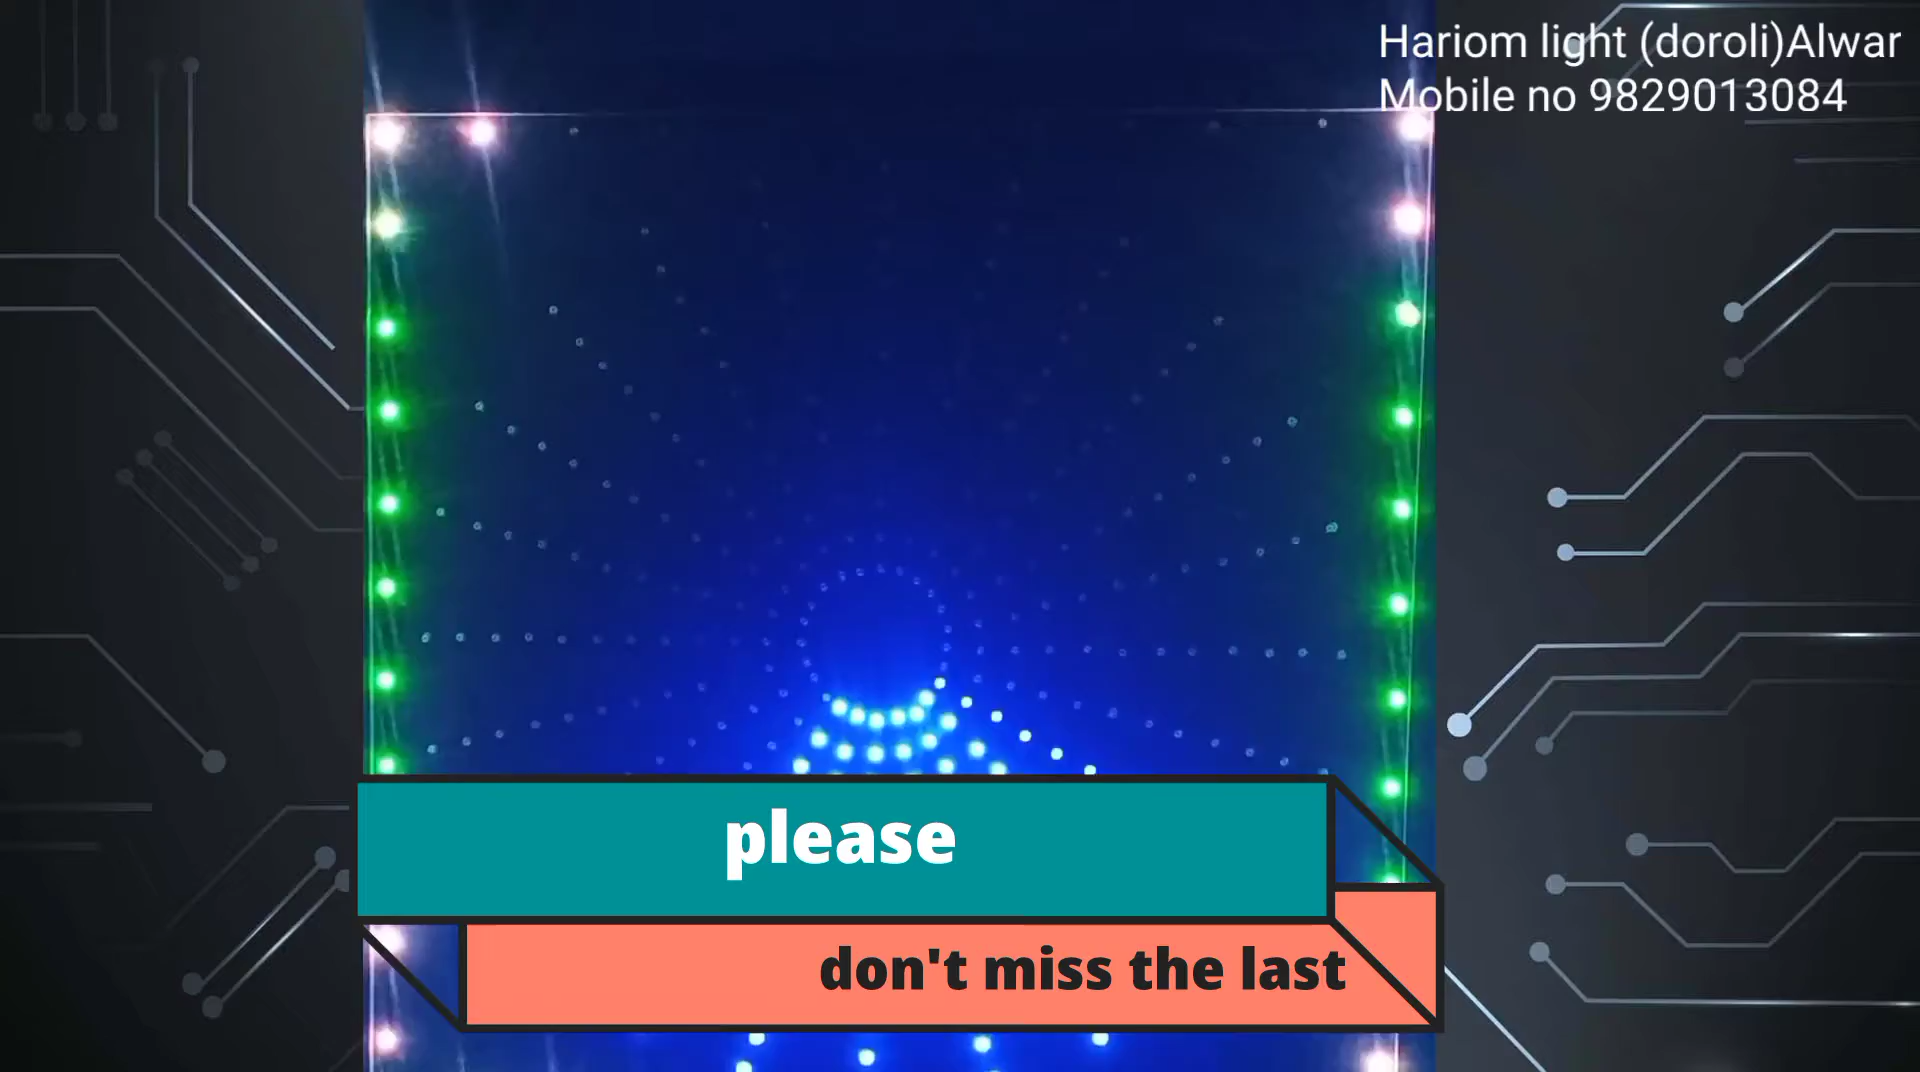 Hariom light (doroli)Alwar
Mobile no 9829013084
please
don't miss the last